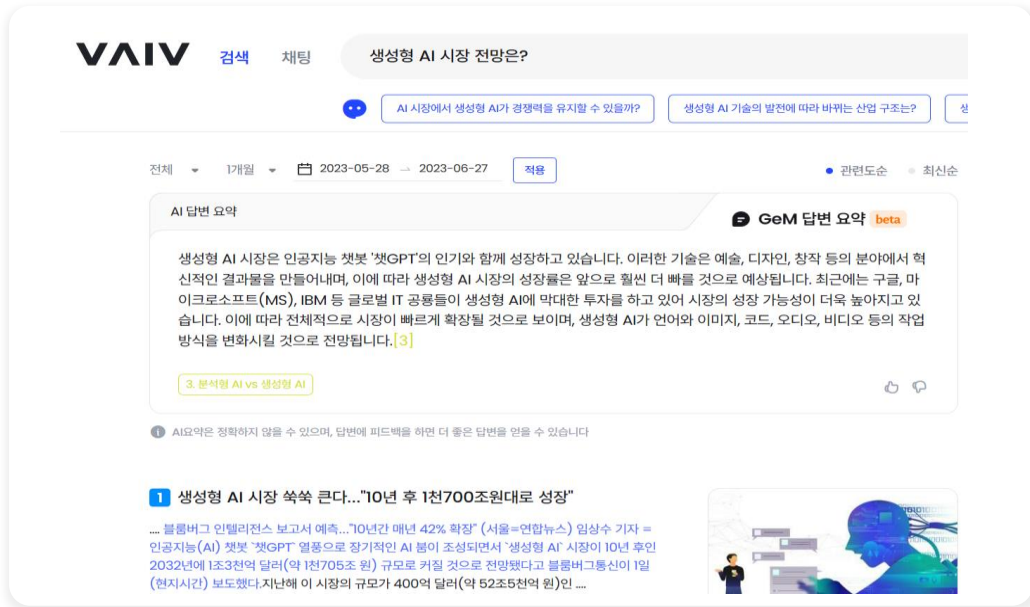 VAIV 검색 채팅 생성형 AI 시장 전망은?
AI 시장에서 생성형 AI가 경쟁력을 유지할 수 있을까? 생성형 AI 기술의 발전에 따라 바뀌는 산업 구조는?
전체 1개월 2023-05-28 → 2023-06-27 적용 관련도순 최신순
AI 답변 요약 GeM 답변 요약 beta
생성형 AI 시장은 인공지능 챗봇 '챗GPT'의 인기와 함께 성장하고 있습니다. 이러한 기술은 예술, 디자인, 창작 등의 분야에서 혁
신적인 결과물을 만들어내며, 이에 따라 생성형 AI 시장의 성장률은 앞으로 훨씬 더 빠를 것으로 예상됩니다. 최근에는 구글, 마
이크로소프트(MS), IBM 등 글로벌 IT 공룡들이 생성형 AI에 막대한 투자를 하고 있어 시장의 성장 가능성이 더욱 높아지고 있
습니다. 이에 따라 전체적으로 시장이 빠르게 확장될 것으로 보이며, 생성형 AI가 언어와 이미지, 코드, 오디오, 비디오 등의 작업
방식을 변화시킬 것으로 전망됩니다.[3]
3. 분석형 AI vs 생성형 AI
AI요약은 정확하지 않을 수 있으며, 답변에 피드백을 하면 더 좋은 답변을 얻을 수 있습니다
1 생성형 AI 시장 쑥쑥 큰다..."10년 후 1천700조원대로 성장"
.... 블룸버그 인텔리전스 보고서 예측..."10년간 매년 42% 확장" (서울=연합뉴스) 임상수 기자 =
인공지능(AI) 챗봇 `챗GPT` 열풍으로 장기적인 AI 붐이 조성되면서 `생성형 AI` 시장이 10년 후인
2032년에 1조3천억 달러(약 1천705조 원) 규모로 커질 것으로 전망됐다고 블룸버그통신이 1일
(현지시간) 보도했다.지난해 이 시장의 규모가 400억 달러(약 52조5천억 원)인 ....